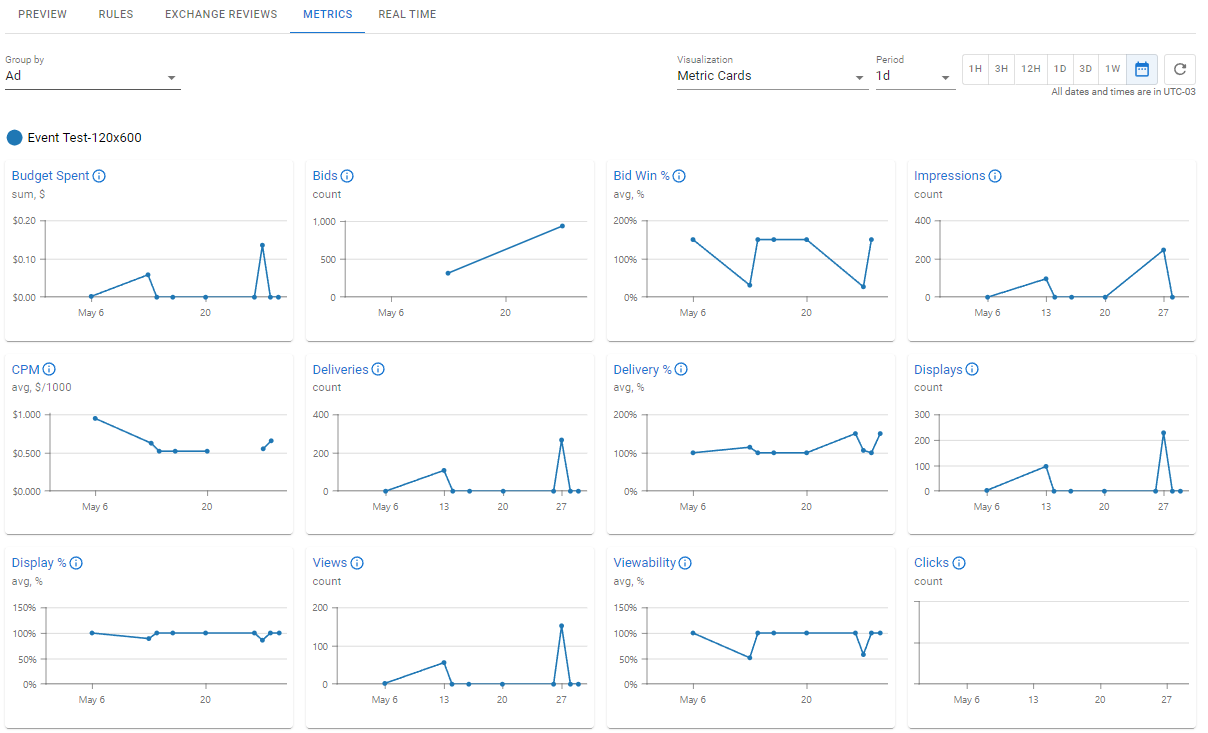 PREVIEW RULES EXCHANGE REVIEWS METRICS REAL TIME
Group by
Ad
Visualization
Metric Cards
Period
1d
1H 3H 12H 1D 3D 1W
All dates and times are in UTC-03
Event Test-120x600
Budget Spent
sum, $
$0.20
$0.10
$0.00
May 6 20
Bids
count
1,000
500
0
May 6 20
Bid Win %
avg, %
200%
100%
0%
May 6 20
Impressions
count
400
200
0
May 6 13 20 27
CPM
avg, $/1000
$1.000
$0.500
$0.000
May 6 20
Deliveries
count
400
200
0
May 6 13 20 27
Delivery %
avg, %
200%
100%
0%
May 6 20
Displays
count
300
200
100
0
May 6 13 20 27
Display %
avg, %
150%
100%
50%
0%
May 6 20
Views
count
200
100
0
May 6 13 20 27
Viewability
avg, %
150%
100%
50%
0%
May 6 20
Clicks
count
May 6 13 20 27